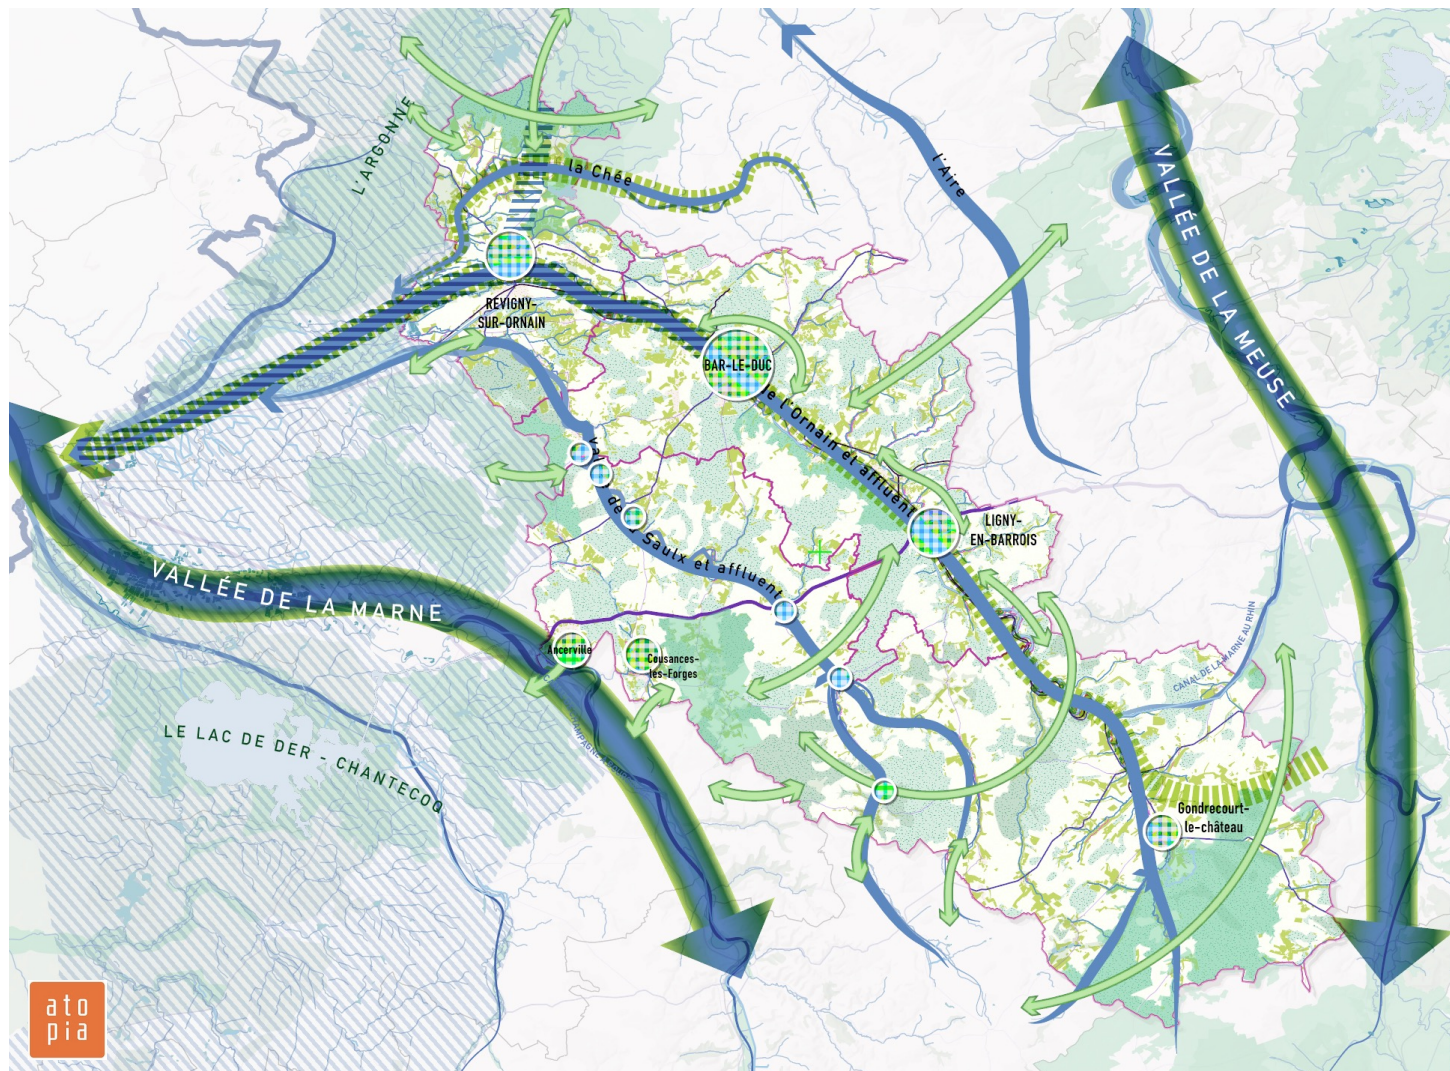 L'ARGONNE
la Chée
l'Aire
VALLÉE DE LA MEUSE
REVIGNY-
SUR-ORNAIN
BAR-LE-DUC
e l'Ornain et affluent
LIGNY-
EN-BARROIS
de Saulx et affluent
VALLÉE DE LA MARNE
Ancerville
Cousances-
les-Forges
CANAL DE LA MARNE AU RHIN
LE LAC DE DER - CHANTECOQ
Gondrecourt-
le-château
ato
pia